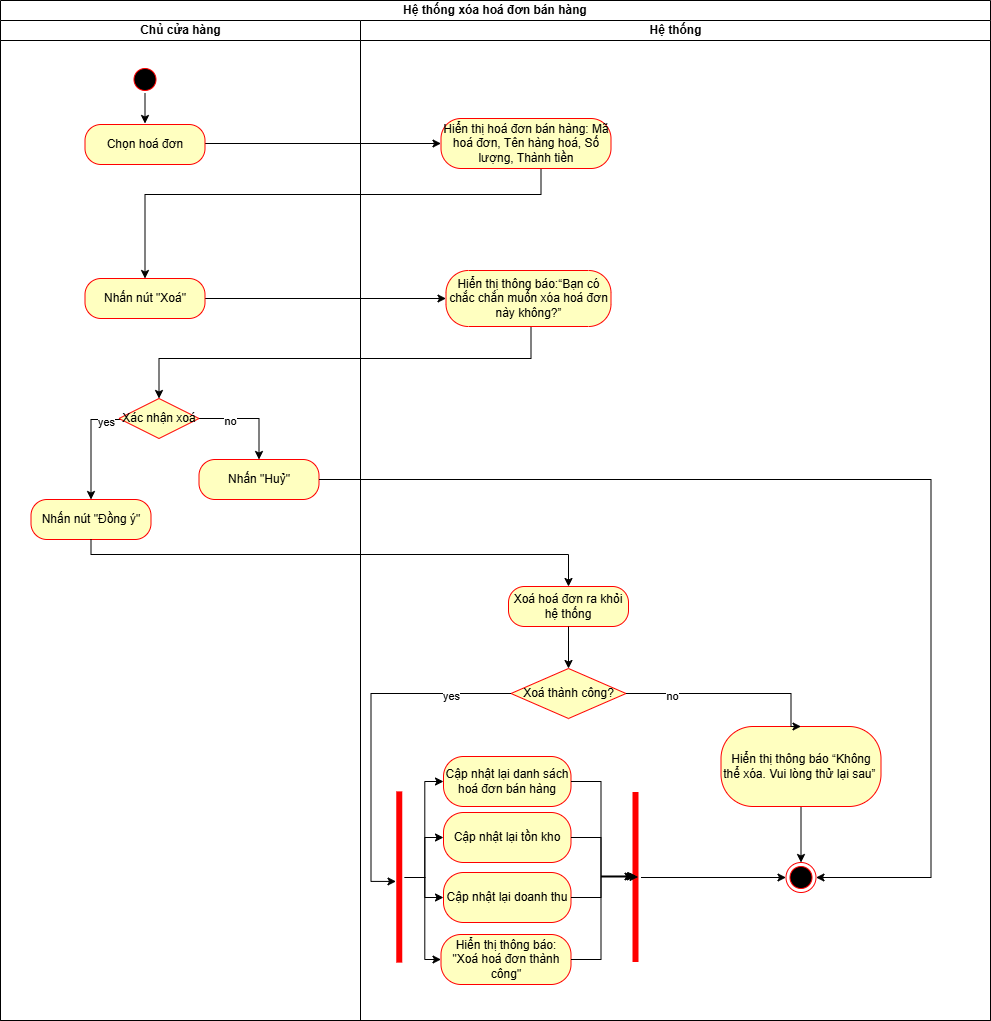 Hệ thống xóa hoá đơn bán hàng
Chủ cửa hàng
Hệ thống
Chọn hoá đơn
Hiển thị hoá đơn bán hàng: Mã
hoá đơn, Tên hàng hoá, Số
lượng, Thành tiền
Nhấn nút "Xoá"
Hiển thị thông báo:“Bạn có
chắc chắn muốn xóa hoá đơn
này không?”
Xác nhận xoá
yes
no
Nhấn "Huỷ"
Nhấn nút "Đồng ý"
Xoá hoá đơn ra khỏi
hệ thống
Xoá thành công?
yes
no
Hiển thị thông báo “Không
thể xóa. Vui lòng thử lại sau”
Cập nhật lại danh sách
hoá đơn bán hàng
Cập nhật lại tồn kho
Cập nhật lại doanh thu
Hiển thị thông báo:
"Xoá hoá đơn thành
công"